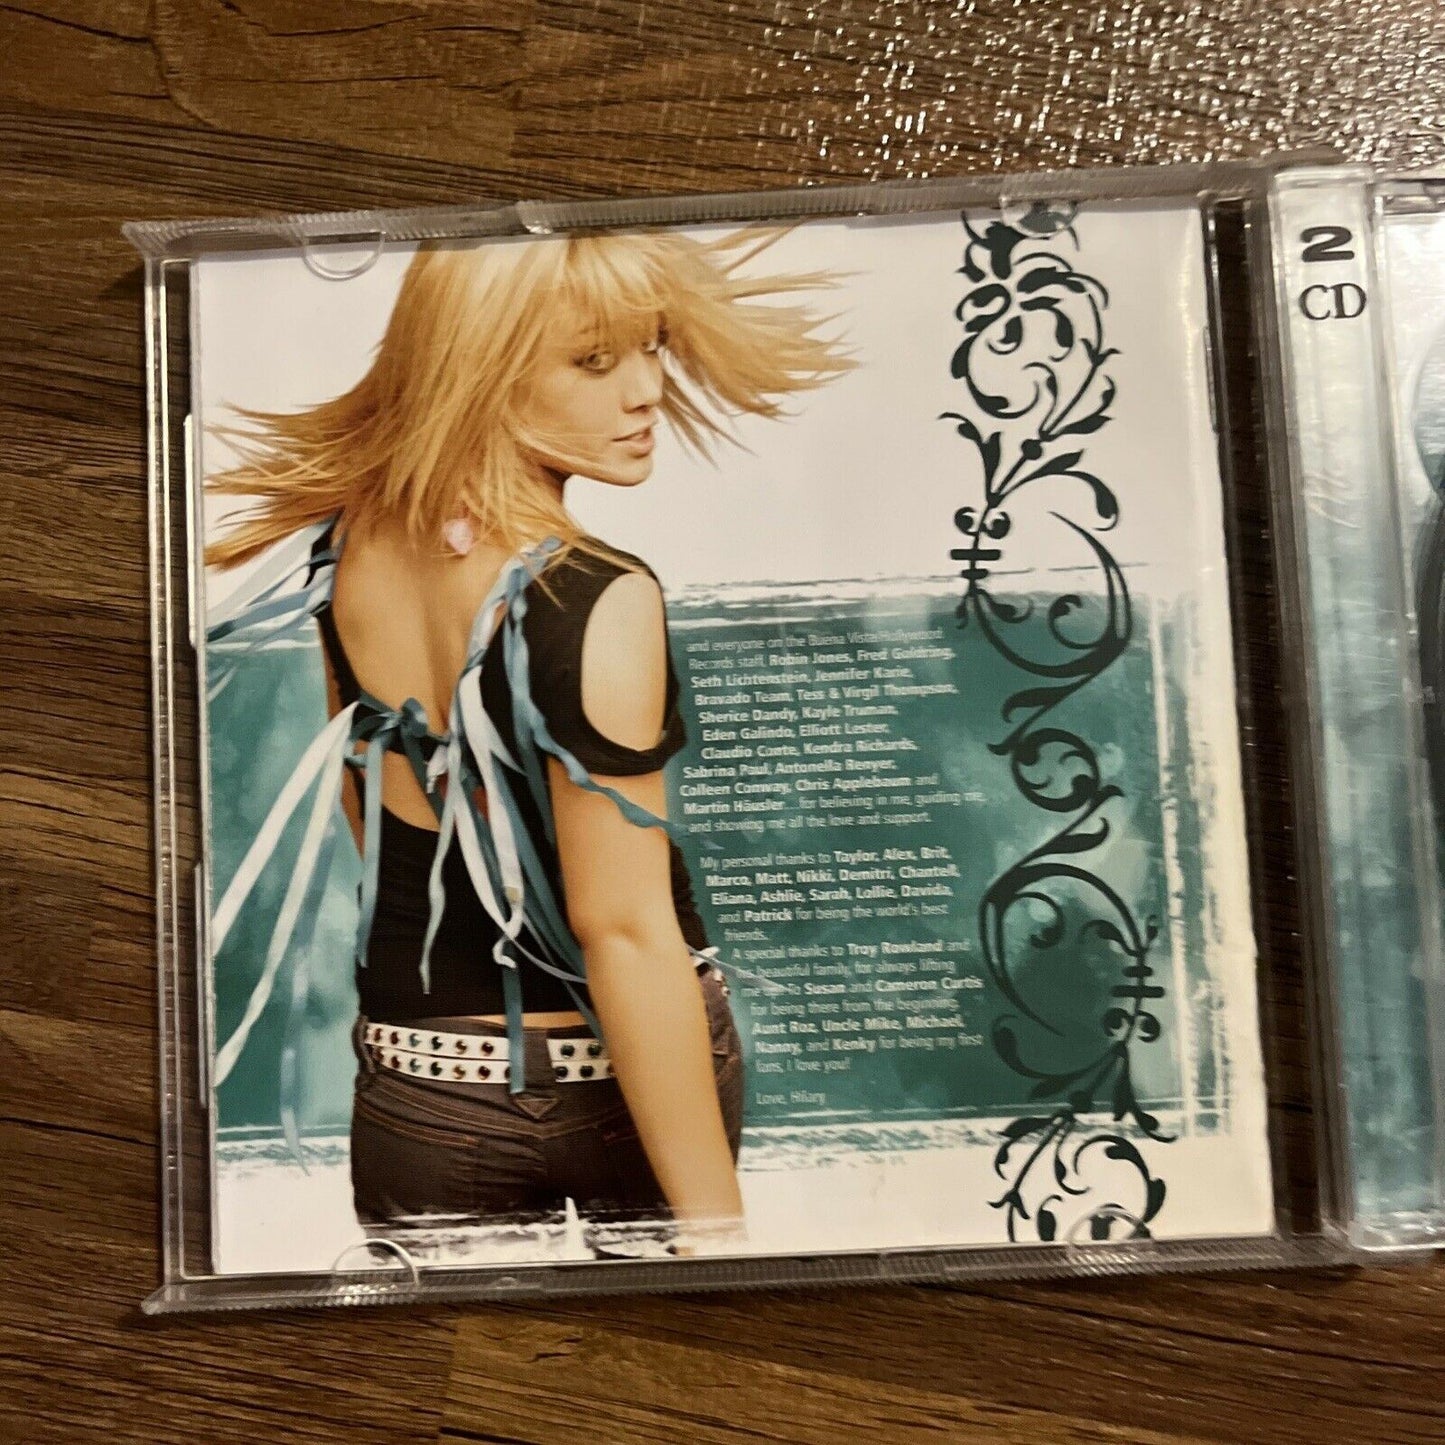 and everyone on the Buena Vista/Hollywood
Records staff, Robin Jones, Fred Goldring,
Seth Lichtenstein, Jennifer Karie,
Bravado Team, Tess & Virgil Thompson,
Sherice Dandy, Kayle Truman,
Eden Galindo, Elliott Lester,
Claudio Conte, Kendra Richards,
Sabrina Paul, Antonella Renyer,
Colleen Conway, Chris Applebaum and
Martin Häusler...for believing in me, guiding me,
and showing me all the love and support.
My personal thanks to Taylor, Alex, Brit,
Marco, Matt, Nikki, Demitri, Chantell,
Eliana, Ashlie, Sarah, Lollie, Davida,
and Patrick for being the world's best
friends.
A special thanks to Troy Rowland and
his beautiful family, for always lifting
me up. To Susan and Cameron Curtis
for being there from the beginning.
Aunt Roz, Uncle Mike, Michael,
Nanny, and Kenky for being my first
fans, I love you!
Love, Hilary
2
CD